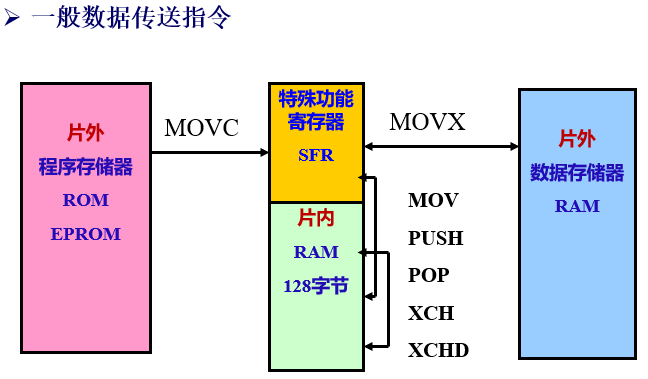 ➢ 一般数据传送指令
片外
程序存储器
ROM
EPROM
MOVC
特殊功能
寄存器
SFR
片内
RAM
128字节
MOVX
MOV
PUSH
POP
XCH
XCHD
片外
数据存储器
RAM